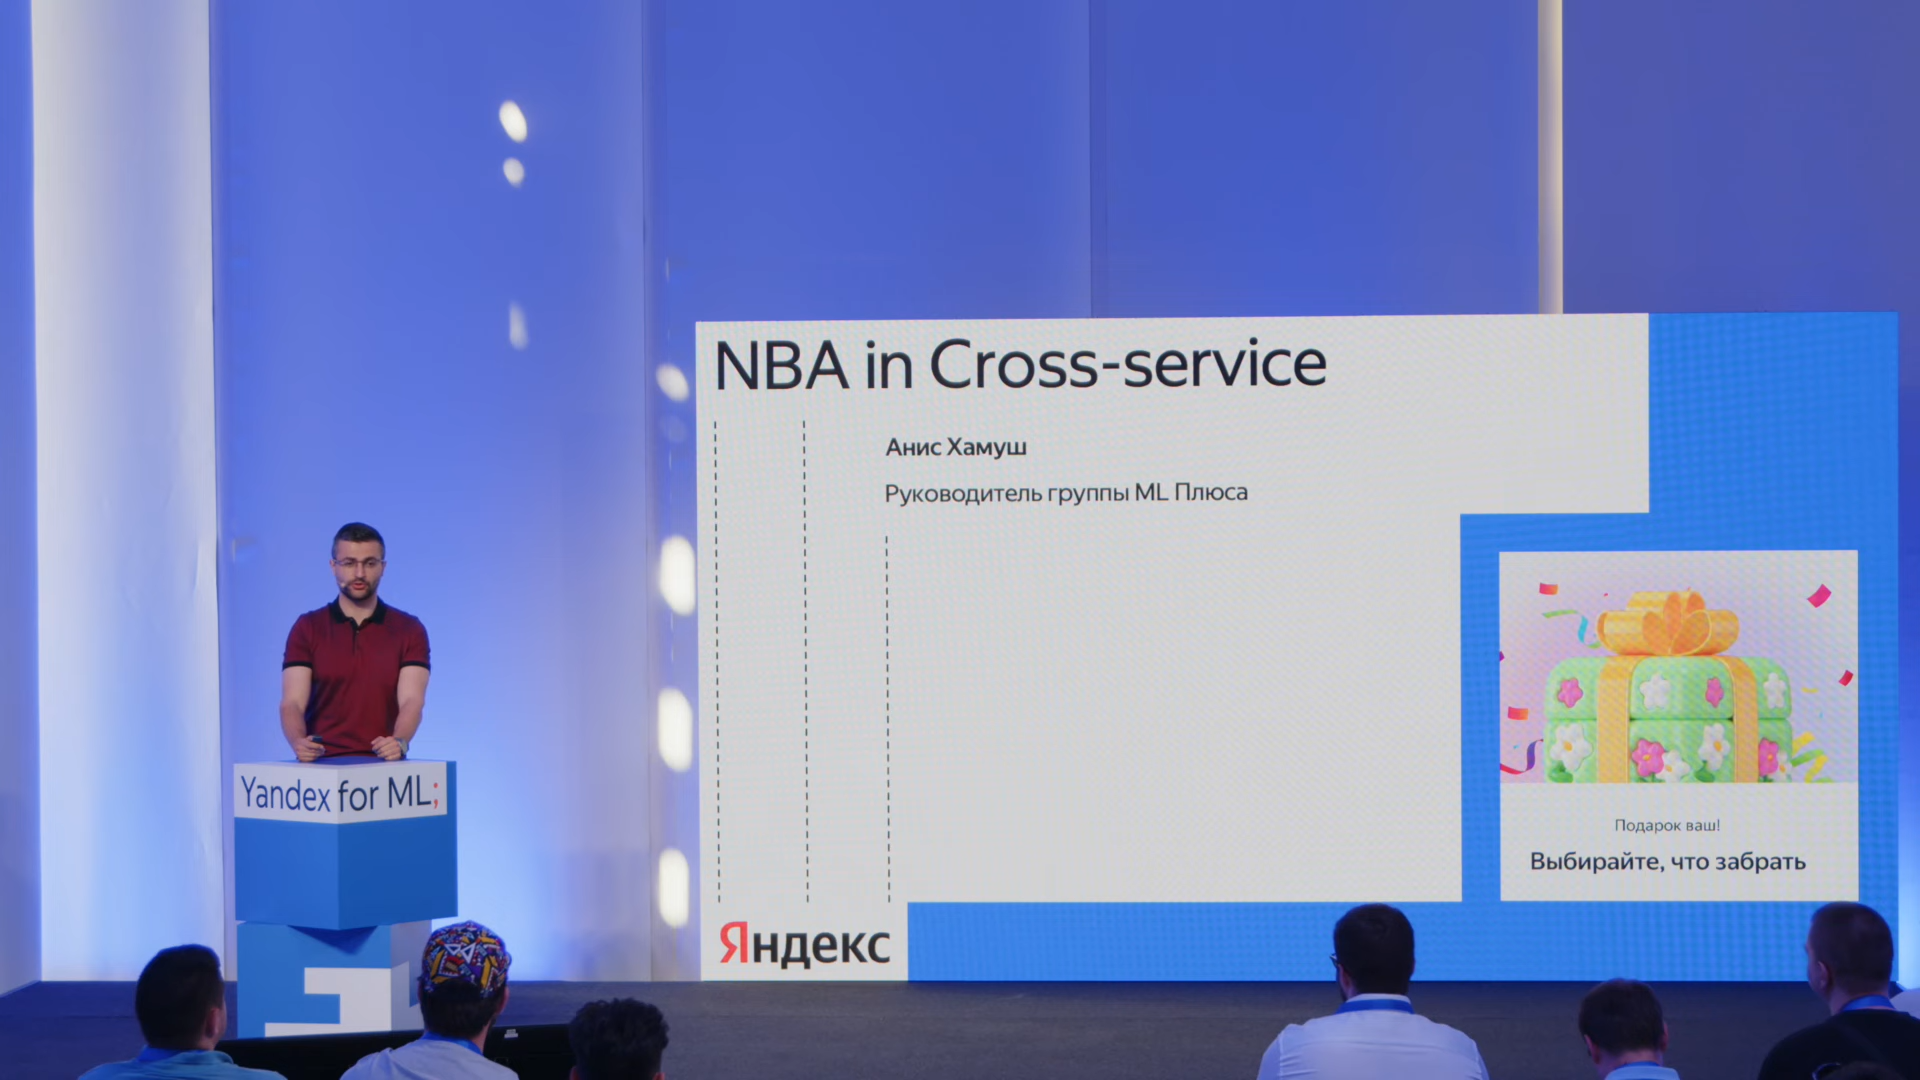 NBA in Cross-service
Анис Хамуш
Руководитель группы ML Плюса
Подарок ваш!
Выбирайте, что забрать
Яндекс
Yandex for ML;